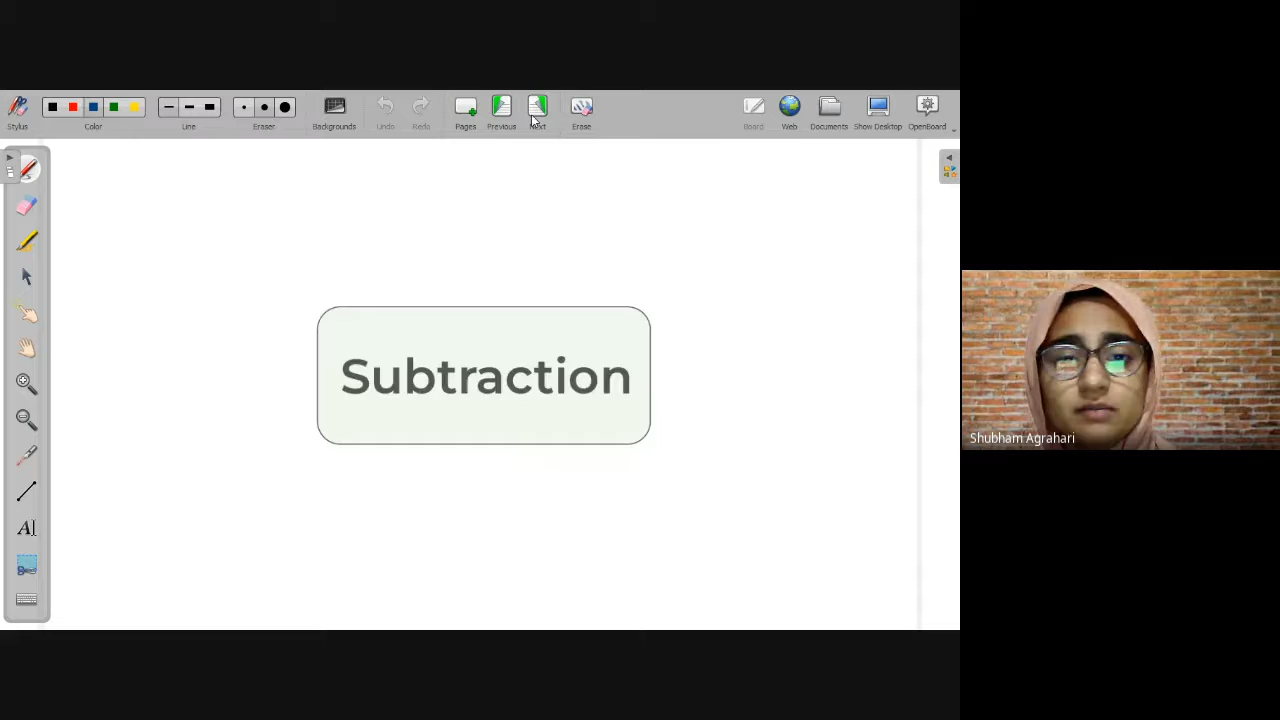 Stylus
Color
Line
Eraser
Backgrounds
Undo
Redo
Pages
Previous
Next
Erase
Board
Web
Documents
Show Desktop
OpenBoard
A
Subtraction
Shubham Agrahari